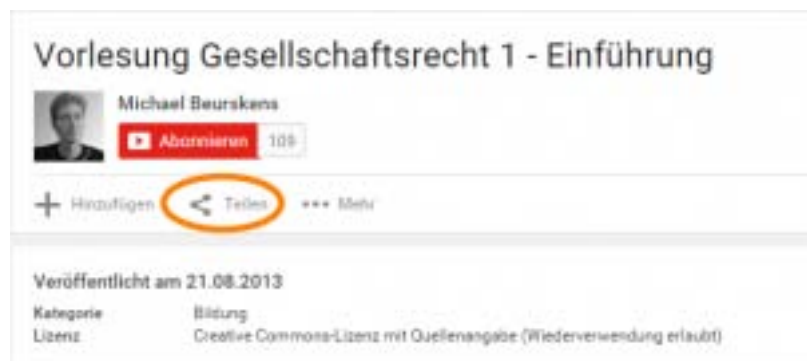 Vorlesung Gesellschaftsrecht 1 - Einführung
Michael Beurskens
Abonnieren 109
Hinzufügen Teilen Mehr
Veröffentlicht am 21.08.2013
Kategorie Bildung
Lizenz Creative Commons-Lizenz mit Quellenangabe (Wiederverwendung erlaubt)